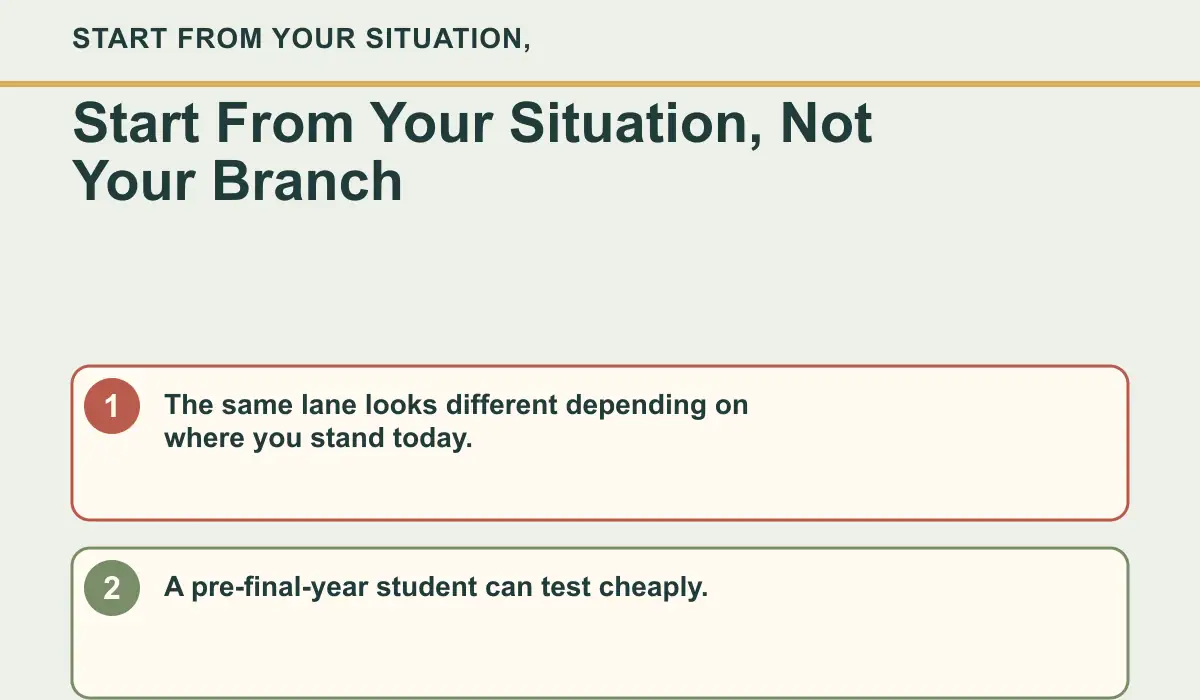 START FROM YOUR SITUATION,
Start From Your Situation, Not
Your Branch
1
The same lane looks different depending on
where you stand today.
2
A pre-final-year student can test cheaply.